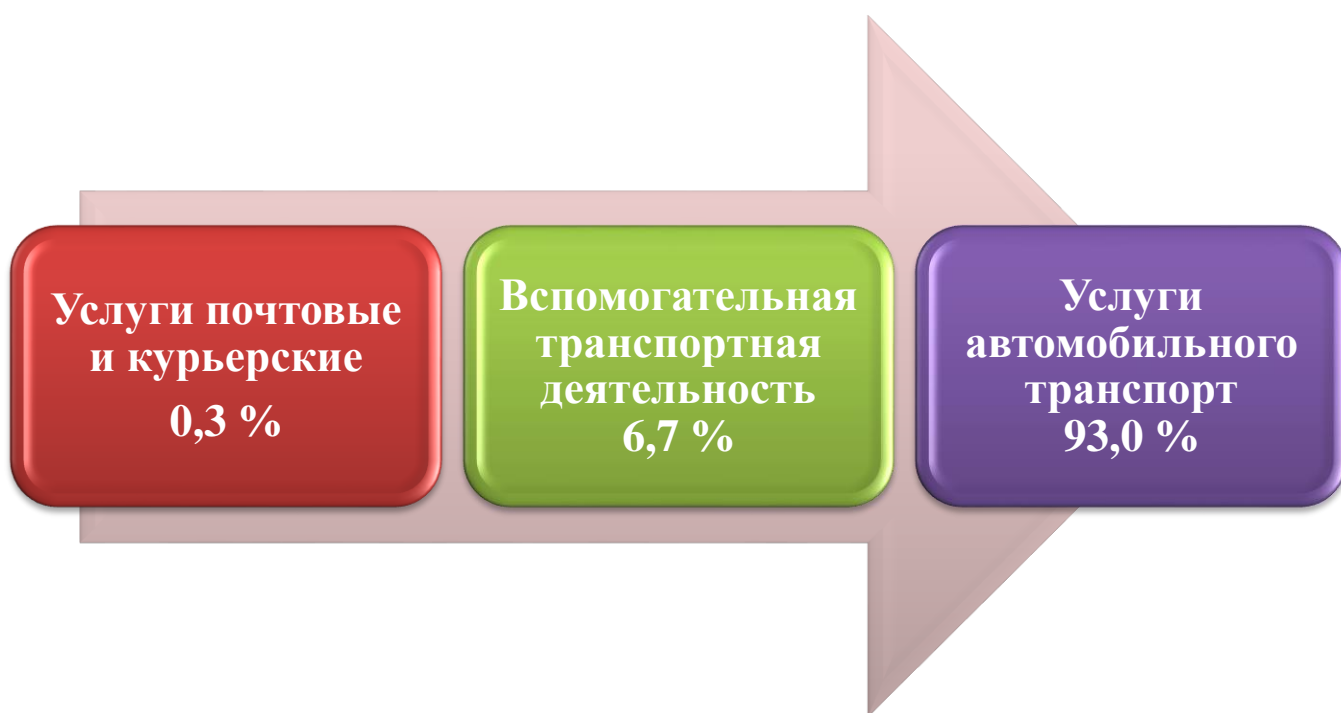 Услуги почтовые
и курьерские
0,3 %
Вспомогательная
транспортная
деятельность
6,7 %
Услуги
автомобильного
транспорт
93,0 %